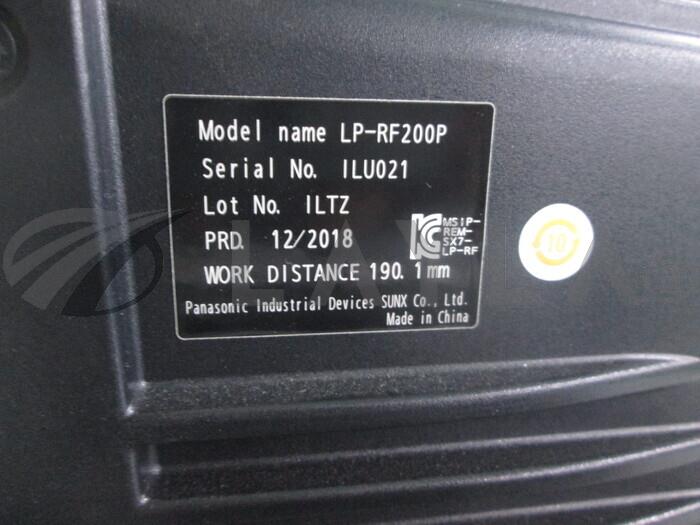 Model name LP-RF200P
Serial No. ILU021
Lot No. ILTZ
PRD. 12/2018
MSIP-
REM-
SX7-
LP-RF
WORK DISTANCE 190.1mm
Panasonic Industrial Devices SUNX Co., Ltd.
Made in China
10